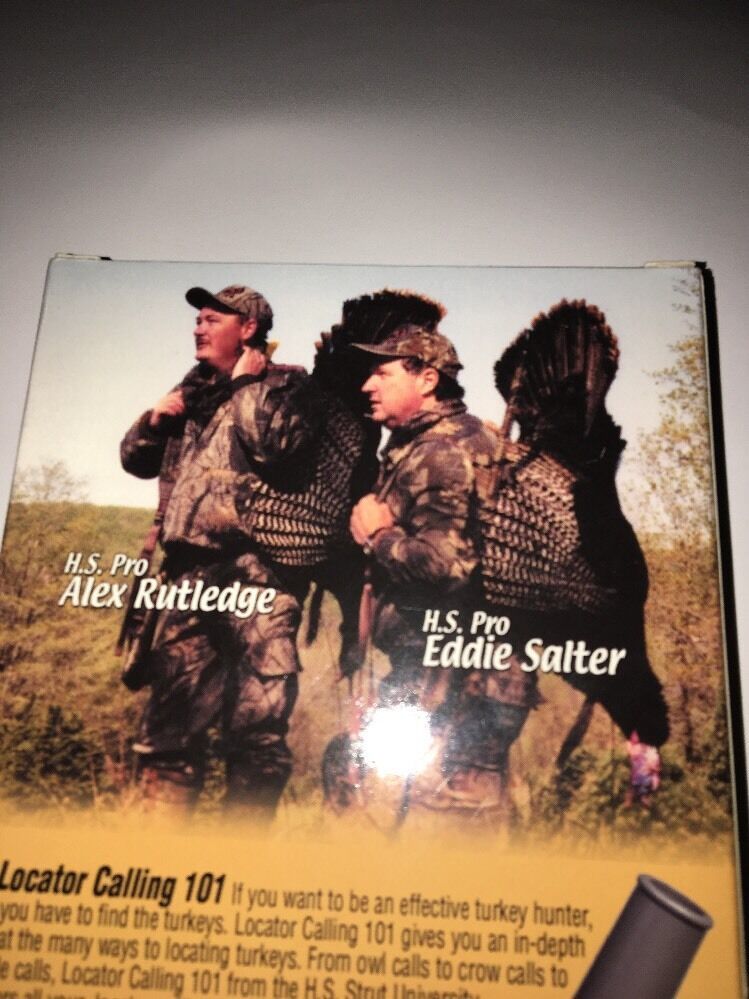 H.S. Pro
Alex Rutledge
H.S. Pro
Eddie Salter
Locator Calling 101 If you want to be an effective turkey hunter,
you have to find the turkeys. Locator Calling 101 gives you an in-depth
at the many ways to locating turkeys. From owl calls to crow calls to
calls, Locator Calling 101 from the H.S. Strut University